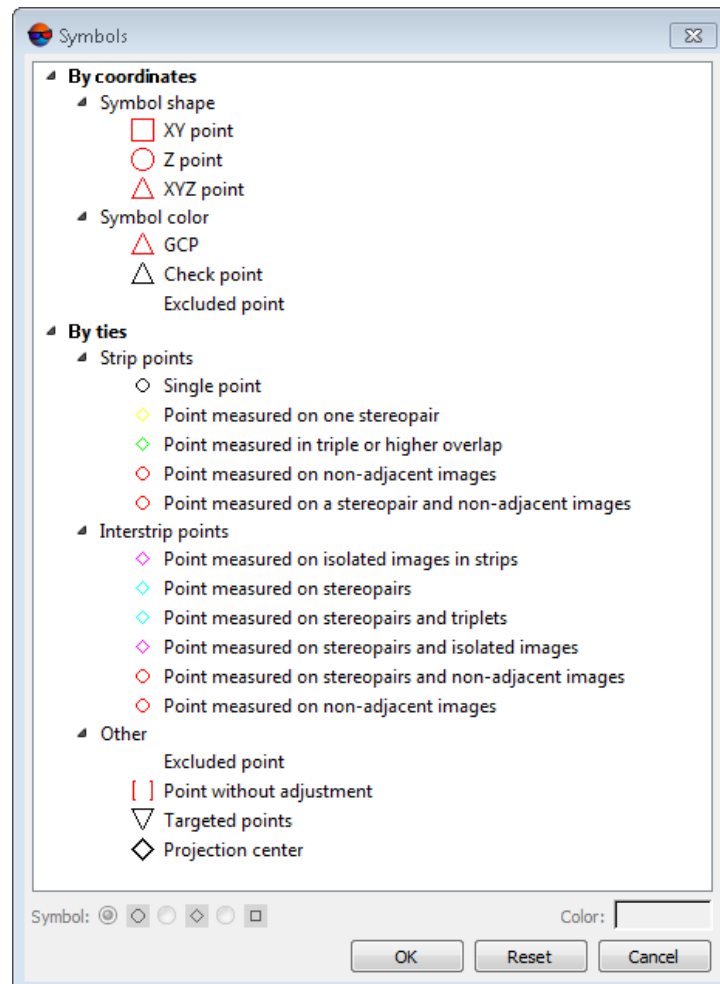 Symbols
By coordinates
Symbol shape
XY point
Z point
XYZ point
Symbol color
GCP
Check point
Excluded point
By ties
Strip points
Single point
Point measured on one stereopair
Point measured in triple or higher overlap
Point measured on non-adjacent images
Point measured on a stereopair and non-adjacent images
Interstrip points
Point measured on isolated images in strips
Point measured on stereopairs
Point measured on stereopairs and triplets
Point measured on stereopairs and isolated images
Point measured on stereopairs and non-adjacent images
Point measured on non-adjacent images
Other
Excluded point
Point without adjustment
Targeted points
Projection center
Symbol: Color:
OK Reset Cancel